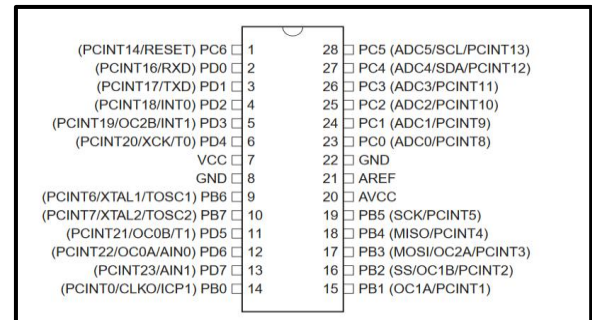 (PCINT14/RESET) PC6 1 28 PC5 (ADC5/SCL/PCINT13)
(PCINT16/RXD) PD0 2 27 PC4 (ADC4/SDA/PCINT12)
(PCINT17/TXD) PD1 3 26 PC3 (ADC3/PCINT11)
(PCINT18/INT0) PD2 4 25 PC2 (ADC2/PCINT10)
(PCINT19/OC2B/INT1) PD3 5 24 PC1 (ADC1/PCINT9)
(PCINT20/XCK/T0) PD4 6 23 PC0 (ADC0/PCINT8)
VCC 7 22 GND
GND 8 21 AREF
(PCINT6/XTAL1/TOSC1) PB6 9 20 AVCC
(PCINT7/XTAL2/TOSC2) PB7 10 19 PB5 (SCK/PCINT5)
(PCINT21/OC0B/T1) PD5 11 18 PB4 (MISO/PCINT4)
(PCINT22/OC0A/AIN0) PD6 12 17 PB3 (MOSI/OC2A/PCINT3)
(PCINT23/AIN1) PD7 13 16 PB2 (SS/OC1B/PCINT2)
(PCINT0/CLKO/ICP1) PB0 14 15 PB1 (OC1A/PCINT1)